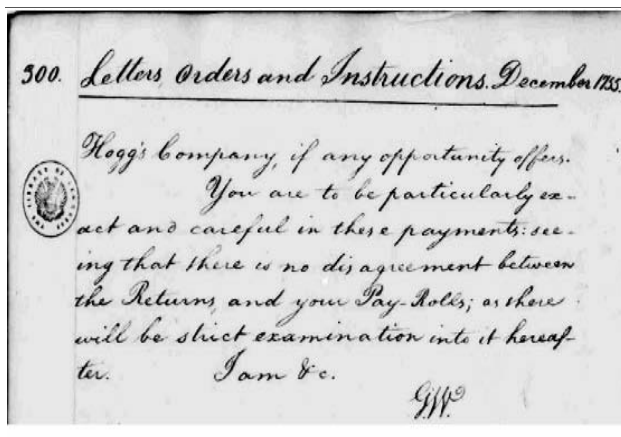 300. Letters, Orders and Instructions. December 1755.
Hogg's Company, if any opportunity offers.
You are to be particularly ex-
act and careful in these payments: see-
ing that there is no disagreement between
the Returns, and your Pay-Rolls; as there
will be strict examination into it hereaf-
ter. I am &c.
G.W.